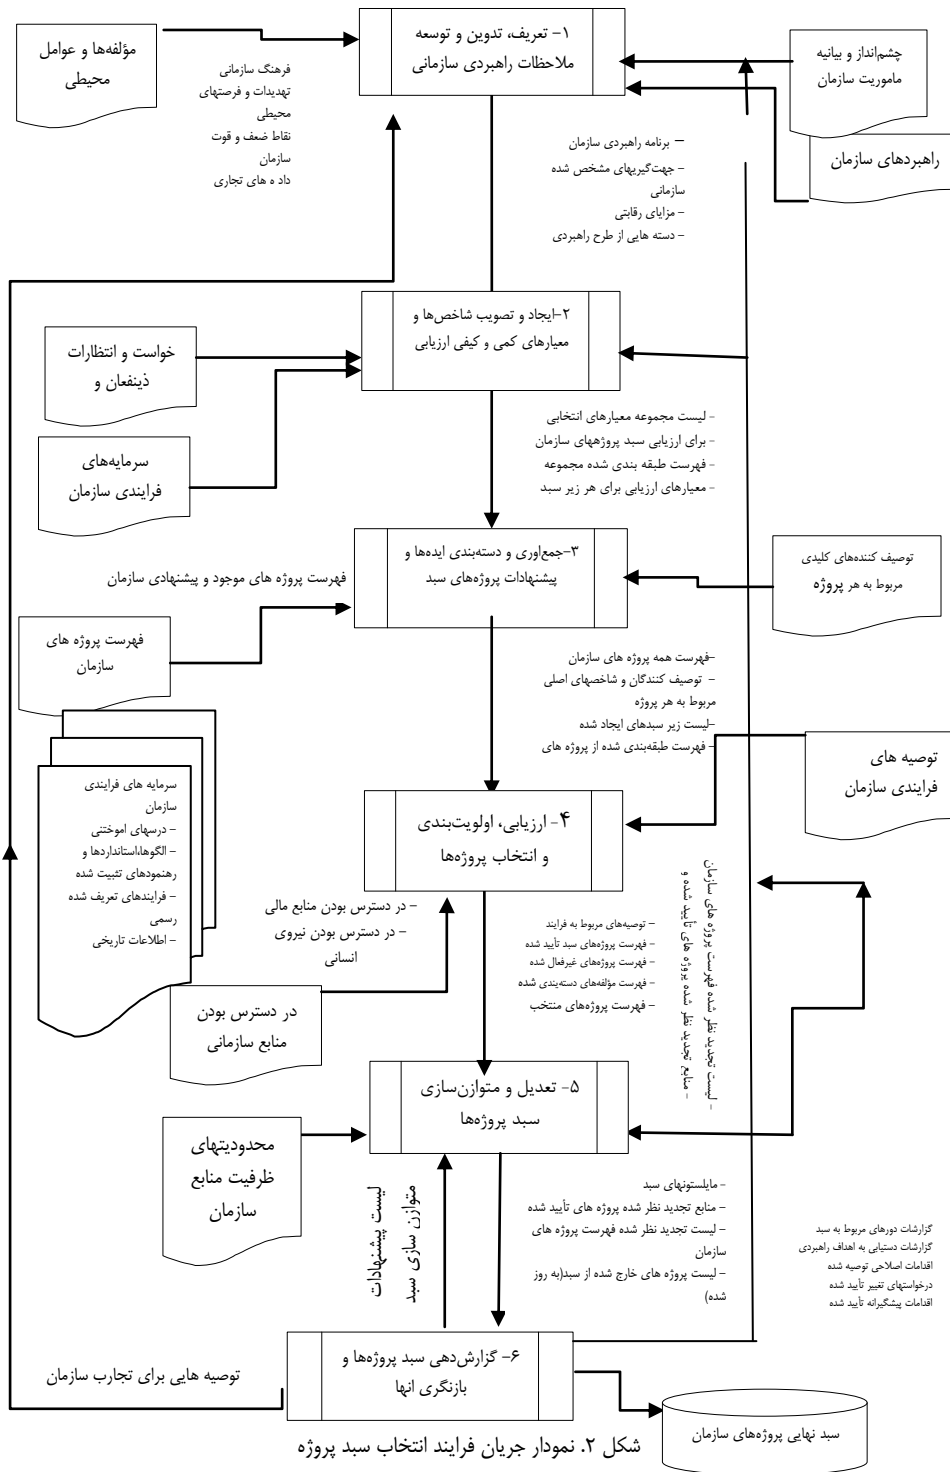 ۱- تعریف، تدوین و توسعه
ملاحظات راهبردی سازمانی
مؤلفه‌ها و عوامل
محیطی
چشم‌انداز و بیانیه
ماموریت سازمان
راهبردهای سازمان
فرهنگ سازمانی
تهدیدات و فرصتهای
محیطی
نقاط ضعف و قوت
سازمان
داد ه های تجاری
– برنامه راهبردی سازمان
- جهت‌گیریهای مشخص شده
سازمانی
- مزایای رقابتی
- دسته هایی از طرح راهبردی
۲-ایجاد و تصویب شاخص‌ها و
معیارهای کمی و کیفی ارزیابی
خواست و انتظارات
ذینفعان و
سرمایه‌های
فرایندی سازمان
- لیست مجموعه معیارهای انتخابی
- برای ارزیابی سبد پروژههای سازمان
- فهرست طبقه بندی شده مجموعه
- معیارهای ارزیابی برای هر زیر سبد
۳-جمع‌اوری و دسته‌بندی ایده‌ها و
پیشنهادات پروژه‌های سبد
توصیف کننده‌های کلیدی
مربوط به هر پروژه
فهرست پروژه های موجود و پیشنهادی سازمان
فهرست پروژه های
سازمان
-فهرست همه پروژه های سازمان
- توصیف کنندگان و شاخصهای اصلی
مربوط به هر پروژه
-لیست زیر سبدهای ایجاد شده
- فهرست طبقه‌بندی شده از پروژه های
توصیه های
فرایندی سازمان
سرمایه های فرایندی
سازمان
- درسهای اموختنی
- الگوها،استانداردها و
رهنمودهای تثبیت شده
- فرایندهای تعریف شده
رسمی
- اطلاعات تاریخی
۴- ارزیابی، اولویت‌بندی
و انتخاب پروژه‌ها
- در دسترس بودن منابع مالی
- در دسترس بودن نیروی
انسانی
در دسترس بودن
منابع سازمانی
- توصیه‌های مربوط به فرایند
- فهرست پروژه‌های سبد تأیید شده
- فهرست پروژه‌های غیرفعال شده
- فهرست مؤلفه‌های دسته‌بندی شده
- فهرست پروژه‌های منتخب
- لیست تجدید نظر شده فهرست پروژه های سازمان
- منابع تجدید نظر شده پروژه های تأیید شده و
۵- تعدیل و متوازن‌سازی
سبد پروژه‌ها
محدودیتهای
ظرفیت منابع
سازمان
لیست پیشنهادات
متوازن سازی سبد
- مایلستونهای سبد
- منابع تجدید نظر شده پروژه های تأیید شده
- لیست تجدید نظر شده فهرست پروژه های
سازمان
- لیست پروژه های خارج شده از سبد(به روز
شده)
گزارشات دورهای مربوط به سبد
گزارشات دستیابی به اهداف راهبردی
اقدامات اصلاحی توصیه شده
درخواستهای تغییر تأیید شده
اقدامات پیشگیرانه تأیید شده
۶- گزارش‌دهی سبد پروژه‌ها و
بازنگری انها
توصیه هایی برای تجارب سازمان
سبد نهایی پروژه‌های سازمان
شکل ۲. نمودار جریان فرایند انتخاب سبد پروژه